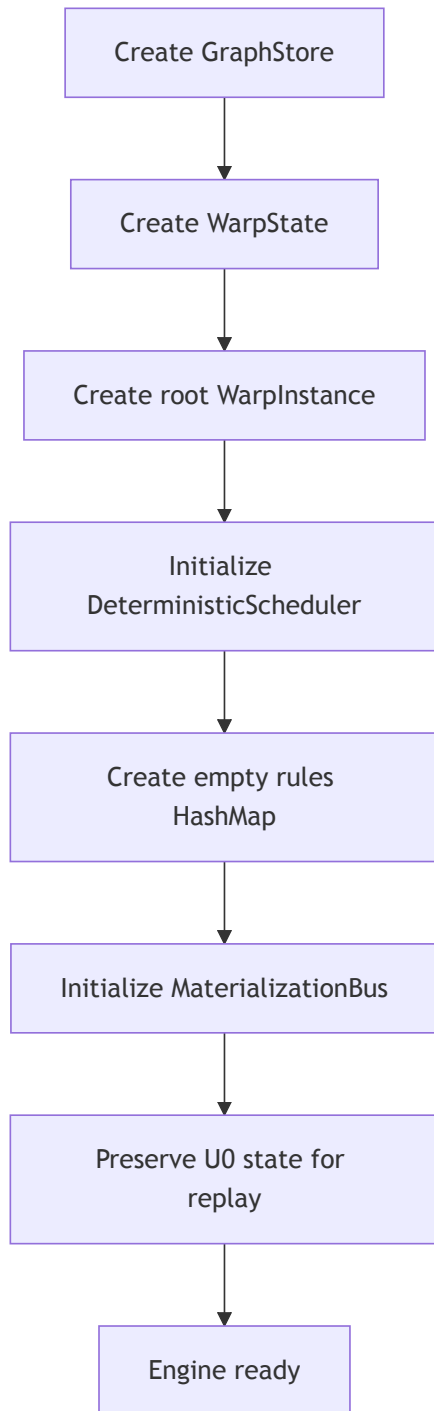 Create GraphStore
Create WarpState
Create root WarpInstance
Initialize
DeterministicScheduler
Create empty rules
HashMap
Initialize MaterializationBus
Preserve U0 state for
replay
Engine ready